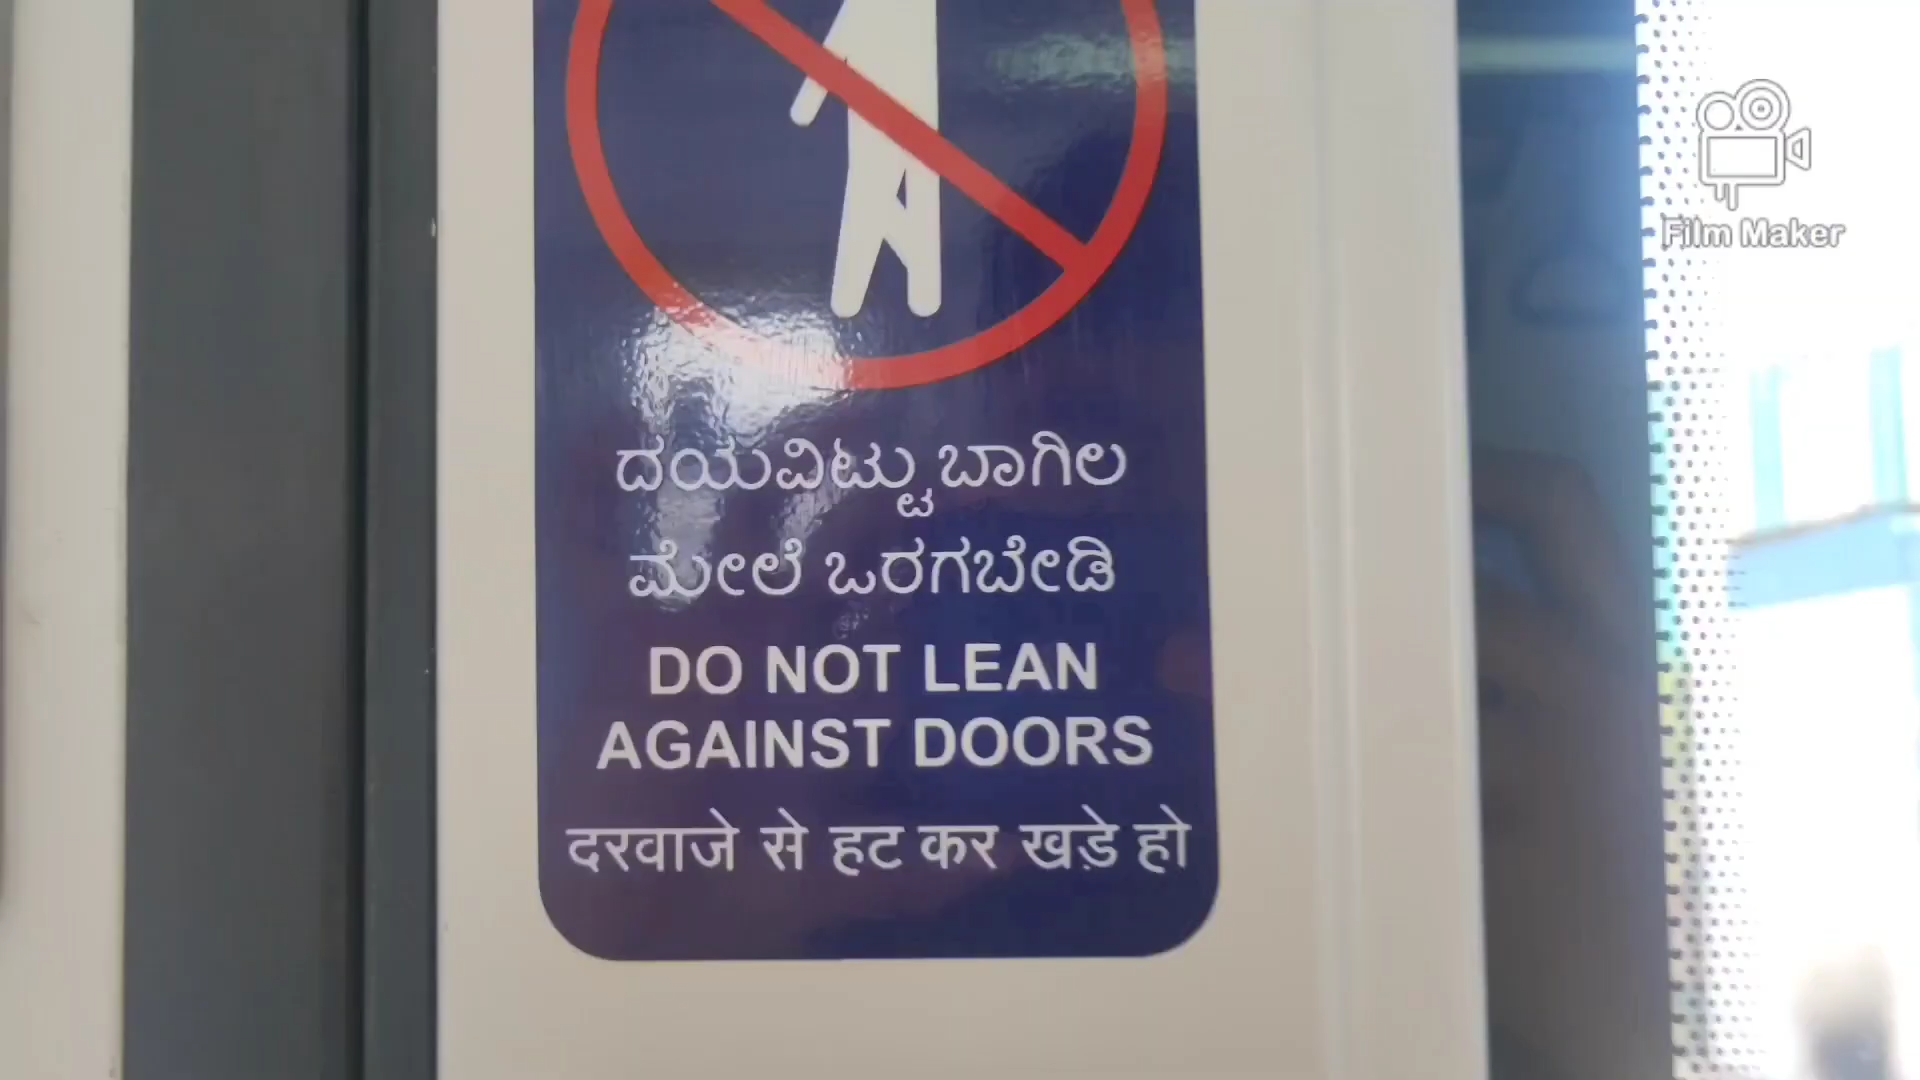 Film Maker
ದಯವಿಟ್ಟು ಬಾಗಿಲ
ಮೇಲೆ ಒರಗಬೇಡಿ
DO NOT LEAN
AGAINST DOORS
दरवाजे से हट कर खड़े हो